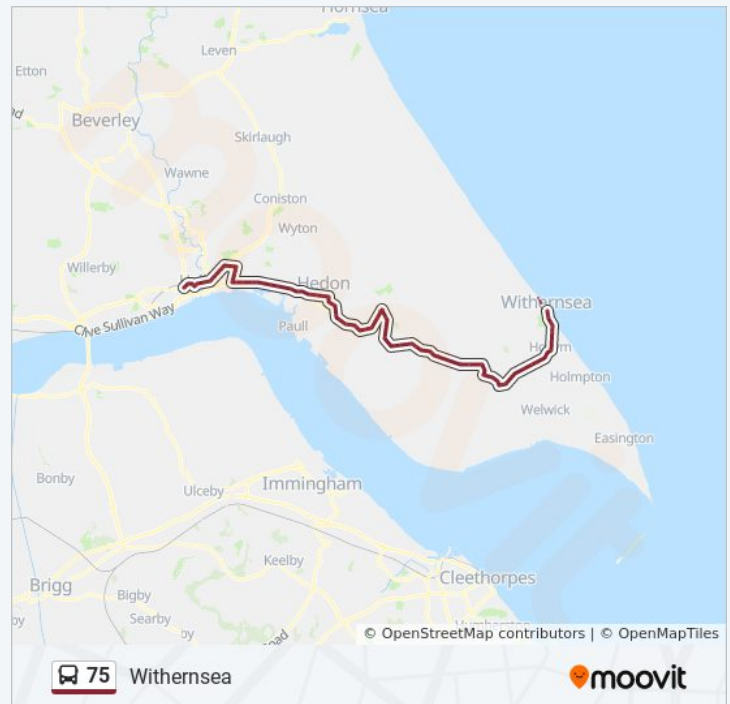 Hornsea
Leven
Etton
Beverley
Skirlaugh
Wawne
Coniston
Wyton
Willerby
Hedon
Withernsea
Paull
Clive Sullivan Way
Holmpton
Welwick
Easington
Bonby
Ulceby
Immingham
Keelby
Cleethorpes
Brigg
Bigby
Searby
© OpenStreetMap contributors | © OpenMapTiles
75 Withernsea
moovit